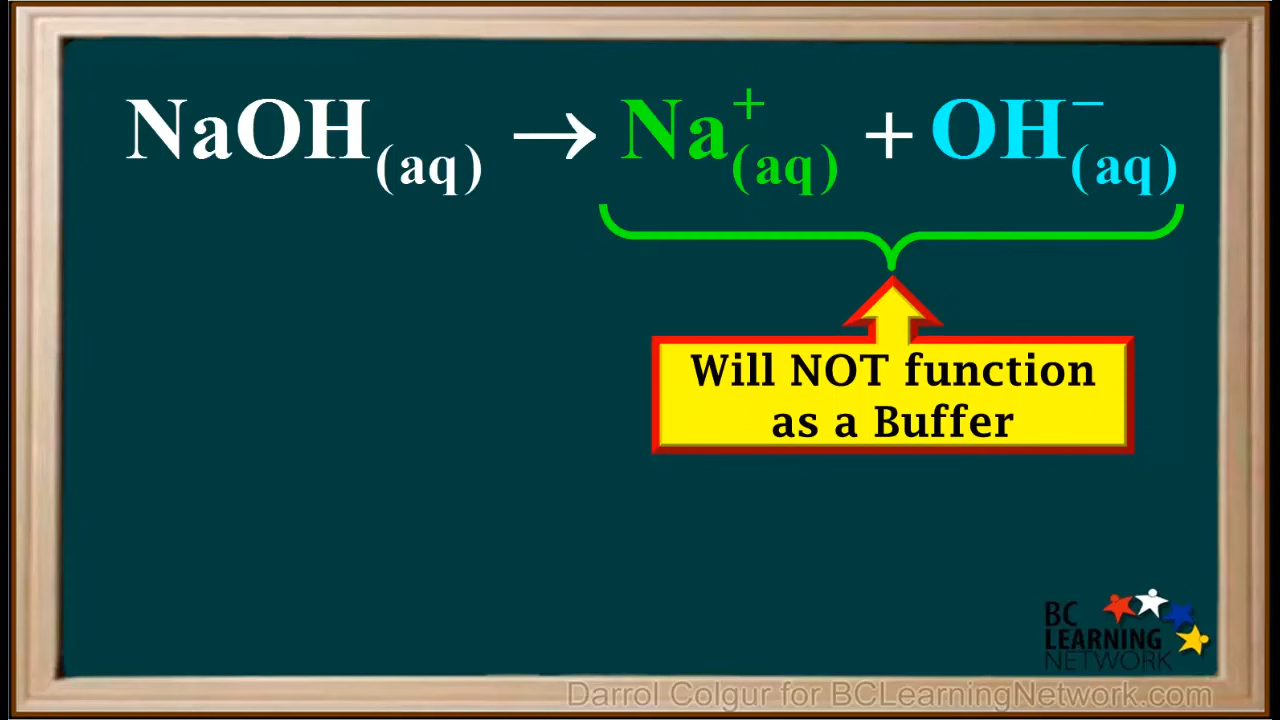 NaOH(aq) → Na⁺(aq) + OH⁻(aq)
Will NOT function
as a Buffer
BC
LEARNING
NETWORK
Darrol Colgur for BCLearningNetwork.com